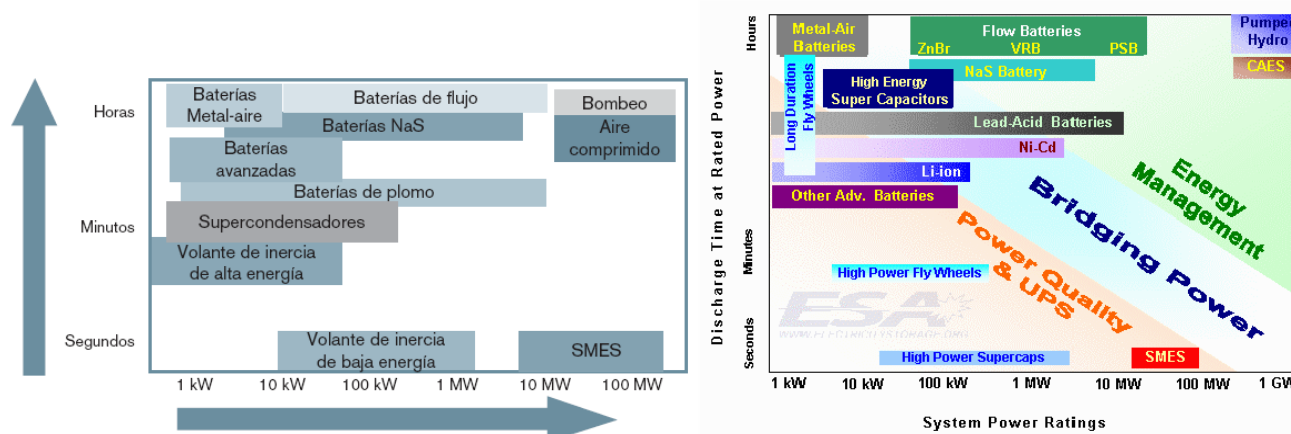 Horas
Minutos
Segundos
Baterías
Metal-aire
Baterías de flujo
Bombeo
Baterías NaS
Aire
comprimido
Baterías
avanzadas
Baterías de plomo
Supercondensadores
Volante de inercia
de alta energía
Volante de inercia
de baja energía
SMES
1 kW
10 kW
100 kW
1 MW
10 MW
100 MW
Discharge Time at Rated Power
Hours
Minutes
Seconds
Metal-Air
Batteries
Flow Batteries
ZnBr
VRB
PSB
Pumped
Hydro
NaS Battery
CAES
Long Duration
Fly Wheels
High Energy
Super Capacitors
Lead-Acid Batteries
Ni-Cd
Li-ion
Other Adv. Batteries
Energy
Management
Bridging Power
Power Quality
& UPS
High Power Fly Wheels
ESA
WWW.ELECTRICITYSTORAGE.ORG
High Power Supercaps
SMES
1 kW
10 kW
100 kW
1 MW
10 MW
100 MW
1 GW
System Power Ratings